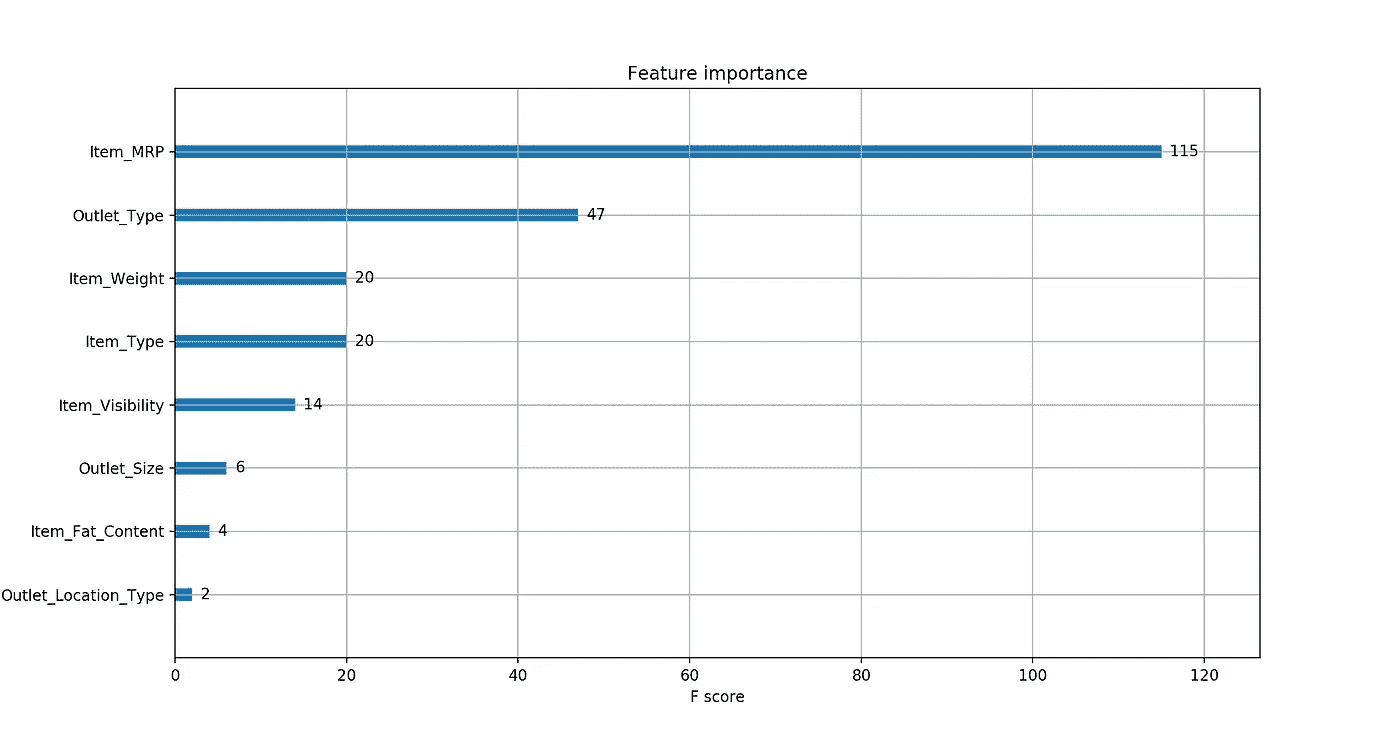 Feature importance
Item_MRP 115
Outlet_Type 47
Item_Weight 20
Item_Type 20
Item_Visibility 14
Outlet_Size 6
Item_Fat_Content 4
Outlet_Location_Type 2
0 20 40 60 80 100 120
F score